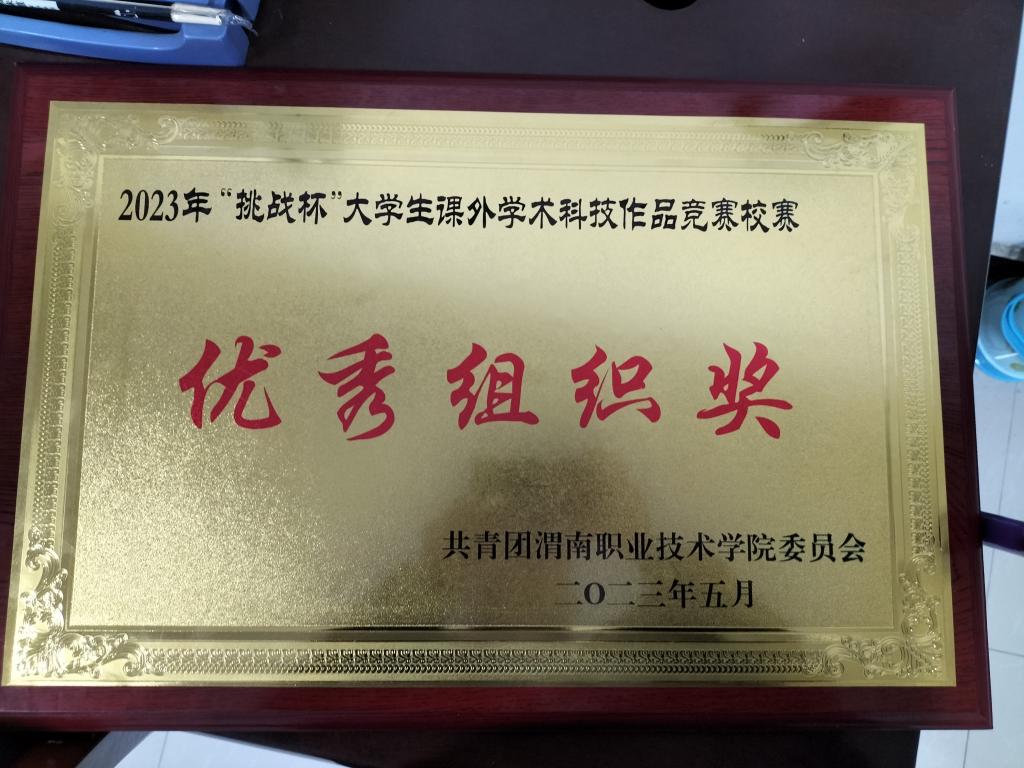 2023年“挑战杯”大学生课外学术科技作品竞赛校赛
优秀组织奖
共青团渭南职业技术学院委员会
二〇二三年五月